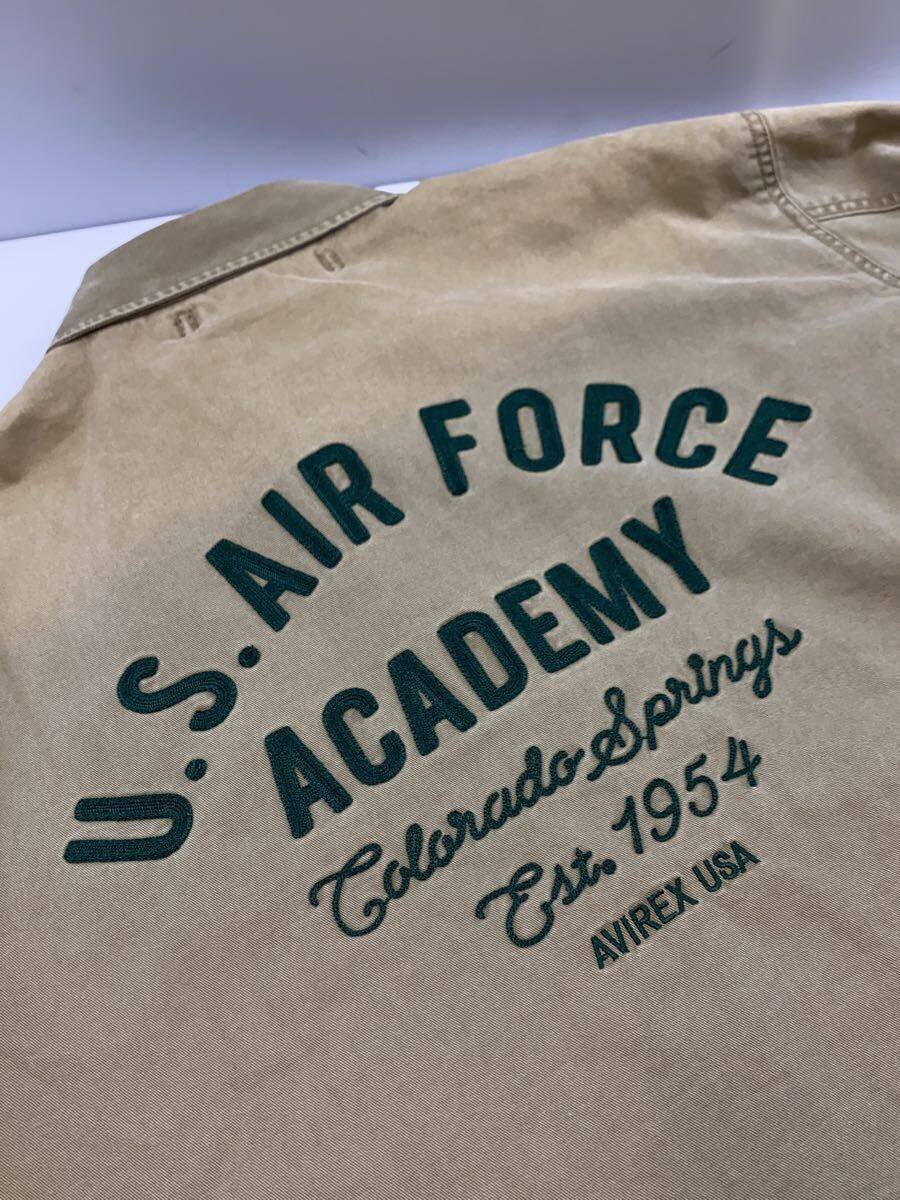 U.S. AIR FORCE
ACADEMY
Colorado Springs
Est. 1954
AVIREX USA